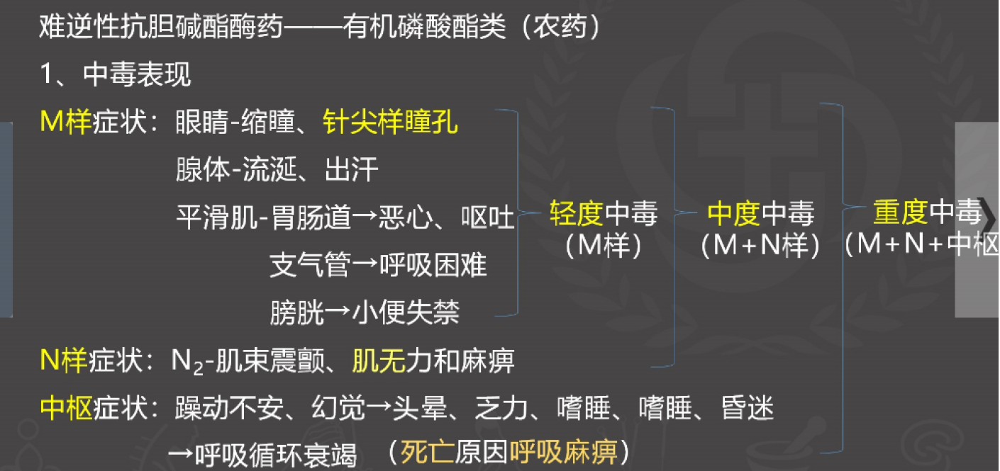 难逆性抗胆碱酯酶药——有机磷酸酯类（农药）
1、中毒表现
M样症状：眼睛-缩瞳、针尖样瞳孔
腺体-流涎、出汗
平滑肌-胃肠道→恶心、呕吐
支气管→呼吸困难
膀胱→小便失禁
轻度中毒
（M样）
中度中毒
（M+N样）
重度中毒
（M+N+中枢
N样症状：N₂-肌束震颤、肌无力和麻痹
中枢症状：躁动不安、幻觉→头晕、乏力、嗜睡、嗜睡、昏迷
→呼吸循环衰竭 （死亡原因呼吸麻痹）